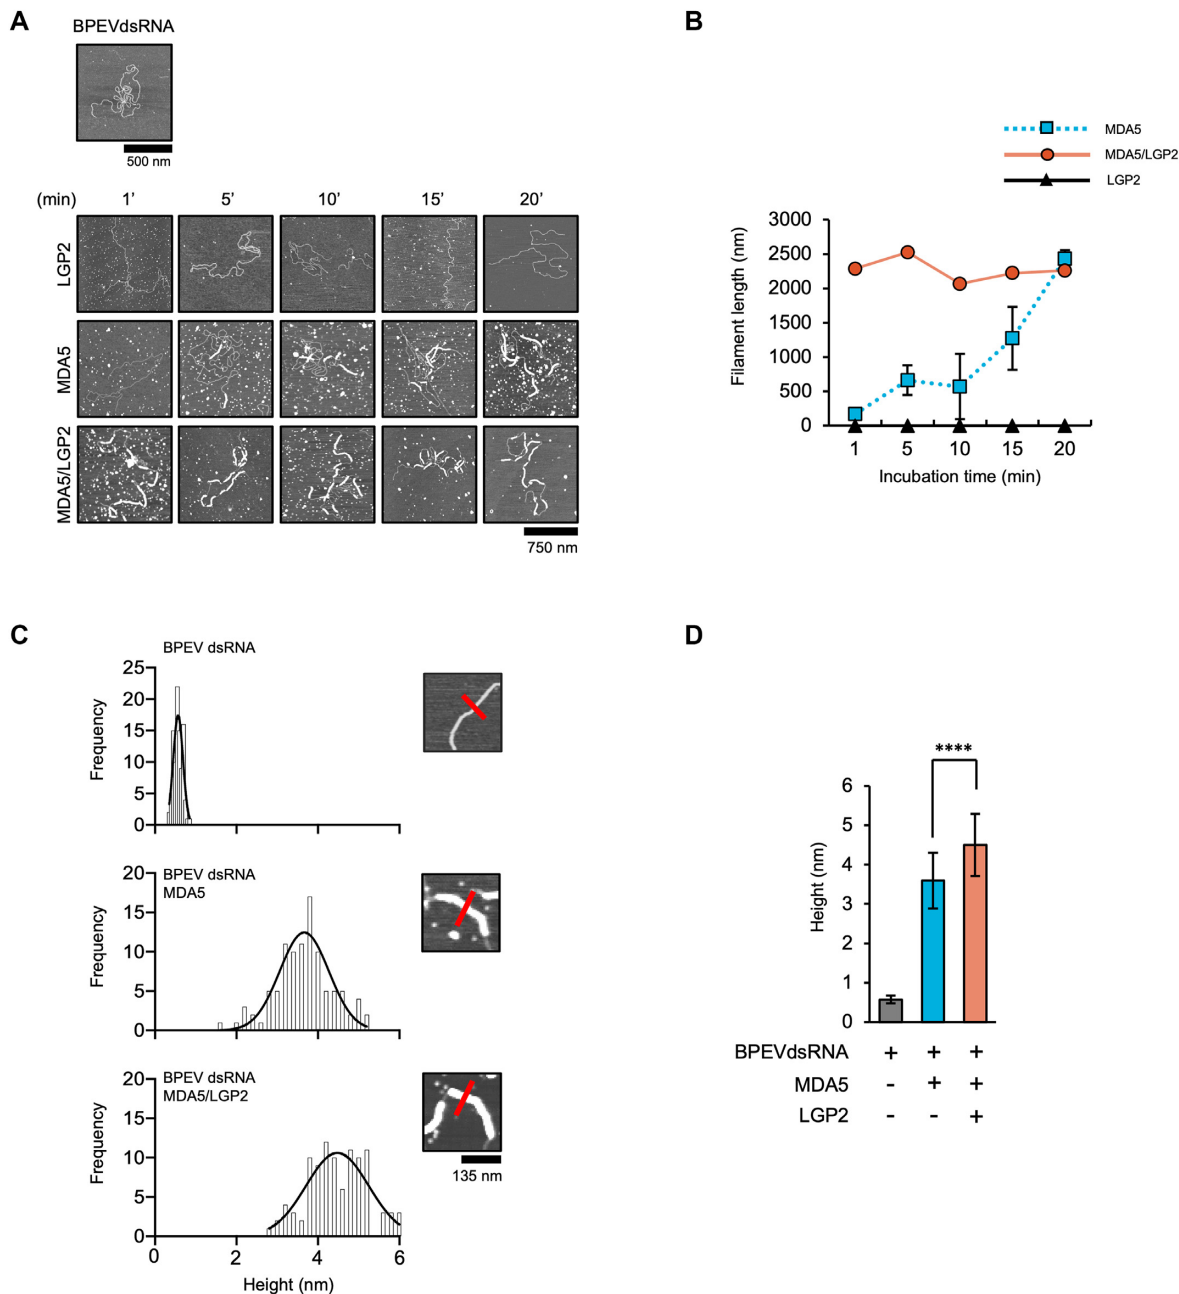 A
BPEVdsRNA
500 nm
(min) 1’ 5’ 10’ 15’ 20’
LGP2
MDA5
MDA5/LGP2
750 nm
B
MDA5
MDA5/LGP2
LGP2
Filament length (nm)
3000
2500
2000
1500
1000
500
0
1 5 10 15 20
Incubation time (min)
C
BPEV dsRNA
Frequency
25
20
15
10
5
0
0 2 4 6
BPEV dsRNA
MDA5
Frequency
20
15
10
5
0
BPEV dsRNA
MDA5/LGP2
Frequency
20
15
10
5
0
135 nm
0 2 4 6
Height (nm)
D
****
Height (nm)
6
5
4
3
2
1
0
BPEVdsRNA + + +
MDA5 - + +
LGP2 - - +